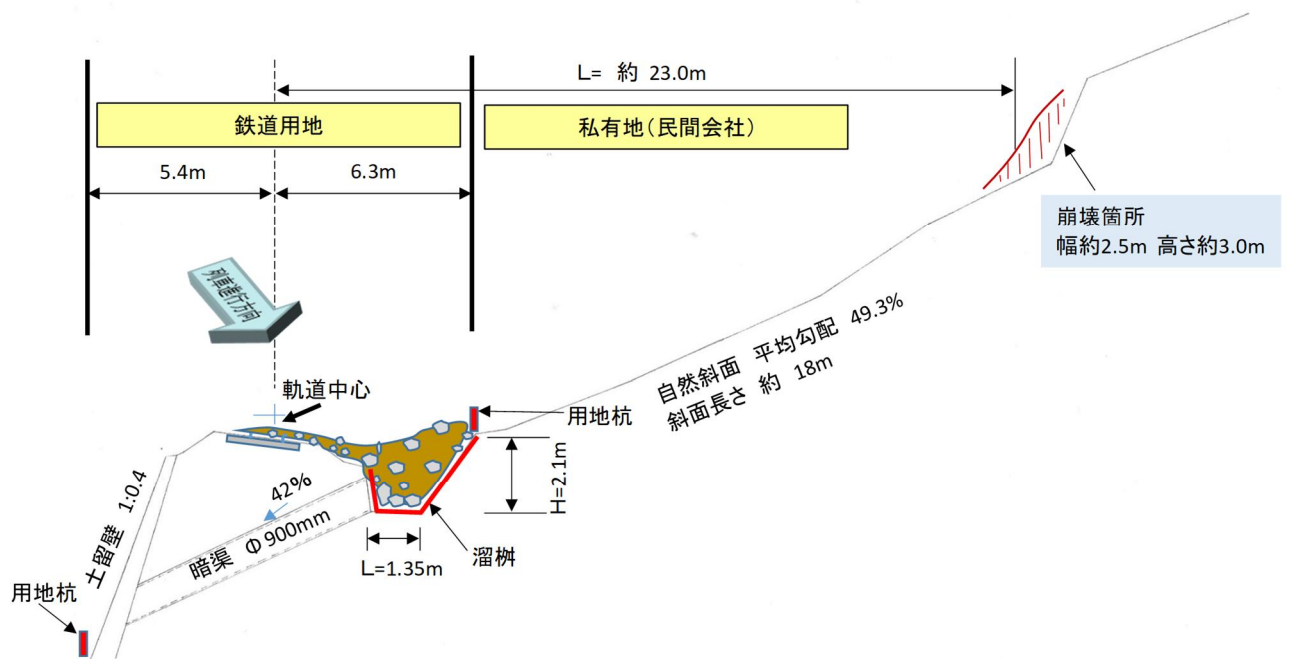 L= 約 23.0m
鉄道用地
私有地(民間会社)
5.4m
6.3m
崩壊箇所
幅約2.5m 高さ約3.0m
列車進行方向
自然斜面 平均勾配 49.3%
斜面長さ 約 18m
軌道中心
用地杭
H=2.1m
42%
土留壁 1:0.4
暗渠 Φ900mm
溜桝
L=1.35m
用地杭